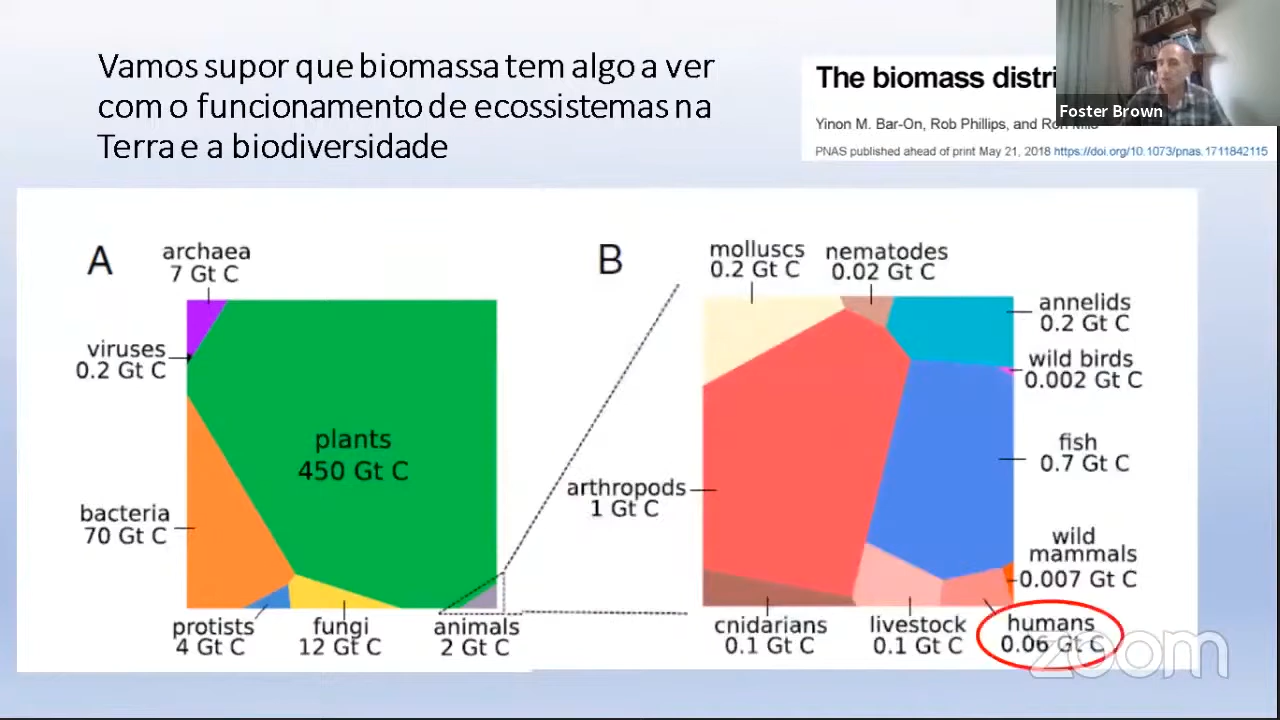 Vamos supor que biomassa tem algo a ver
com o funcionamento de ecossistemas na
Terra e a biodiversidade
The biomass distri
Foster Brown
Yinon M. Bar-On, Rob Phillips, and
PNAS published ahead of print May 21, 2018 https://doi.org/10.1073/pnas.1711842115
A
archaea
7 Gt C
viruses
0.2 Gt C
plants
450 Gt C
bacteria
70 Gt C
protists
4 Gt C
fungi
12 Gt C
animals
2 Gt C
B
molluscs
0.2 Gt C
nematodes
0.02 Gt C
annelids
0.2 Gt C
wild birds
0.002 Gt C
fish
0.7 Gt C
arthropods
1 Gt C
wild
mammals
0.007 Gt C
cnidarians
0.1 Gt C
livestock
0.1 Gt C
humans
0.06 Gt C
zoom